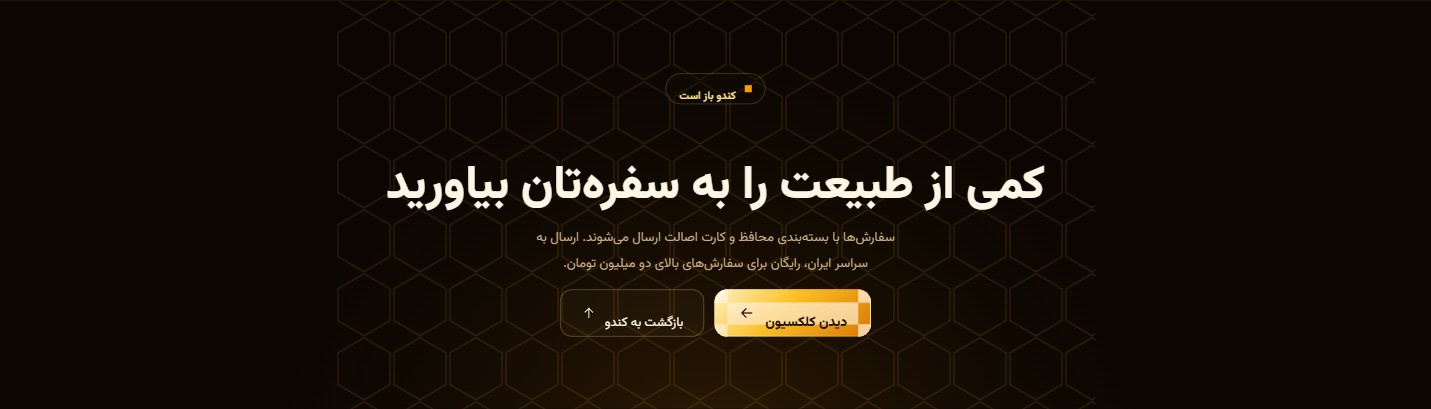 کندو باز است
کمی از طبیعت را به سفره‌تان بیاورید
سفارش‌ها با بسته‌بندی محافظ و کارت اصالت ارسال می‌شوند. ارسال به
سراسر ایران، رایگان برای سفارش‌های بالای دو میلیون تومان.
دیدن کلکسیون ←
بازگشت به کندو ↑